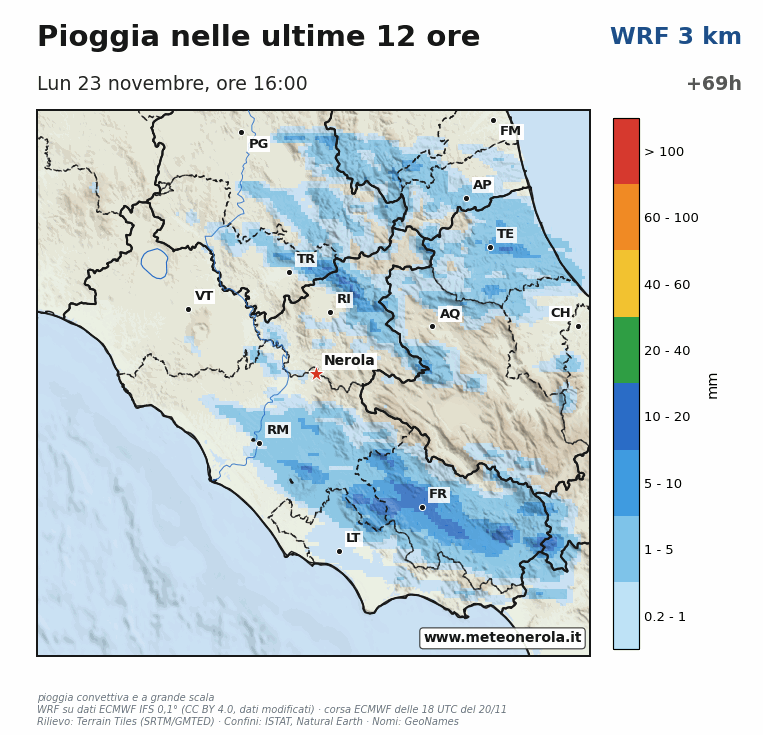 Pioggia nelle ultime 12 ore
WRF 3 km
Lun 23 novembre, ore 16:00
+69h
FM
PG
AP
TE
TR
VT
RI
AQ
CH
Nerola
RM
FR
LT
www.meteonerola.it
> 100
60 - 100
40 - 60
20 - 40
10 - 20
5 - 10
1 - 5
0.2 - 1
mm
pioggia convettiva e a grande scala
WRF su dati ECMWF IFS 0,1° (CC BY 4.0, dati modificati) · corsa ECMWF delle 18 UTC del 20/11
Rilievo: Terrain Tiles (SRTM/GMTED) · Confini: ISTAT, Natural Earth · Nomi: GeoNames